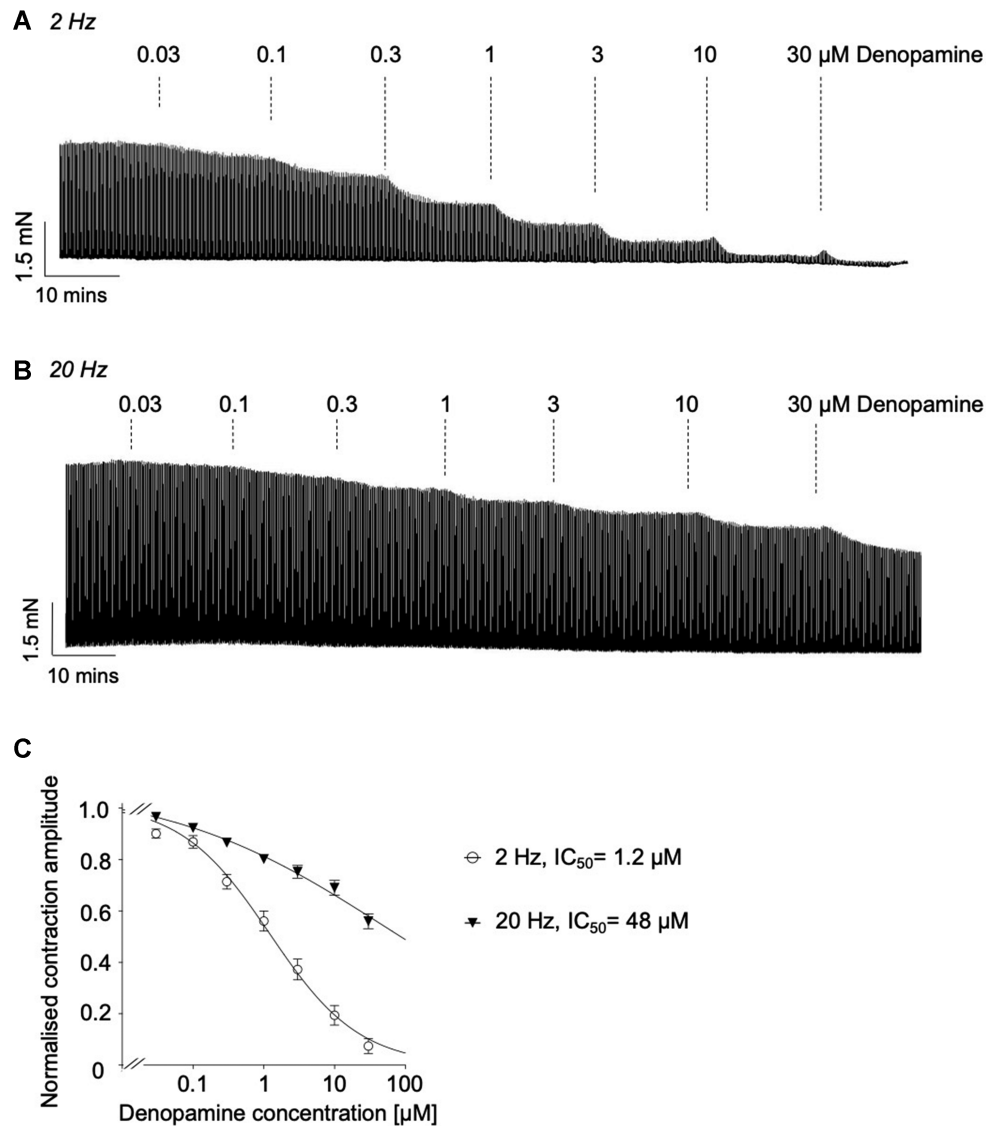 A 2 Hz
0.03 0.1 0.3 1 3 10 30 µM Denopamine
1.5 mN
10 mins
B 20 Hz
0.03 0.1 0.3 1 3 10 30 µM Denopamine
1.5 mN
10 mins
C
Normalised contraction amplitude
1.0
0.8
0.6
0.4
0.2
0
0.1 1 10 100
Denopamine concentration [µM]
2 Hz, IC50= 1.2 µM
20 Hz, IC50= 48 µM